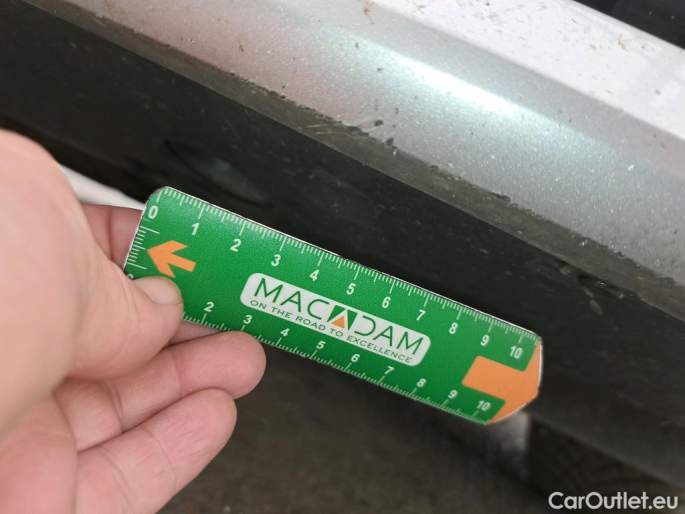 0 1 2 3 4 5 6 7 8 9 10
MACADAM
ON THE ROAD TO EXCELLENCE
2 3 4 5 6 7 8 9 10
CarOutlet.eu